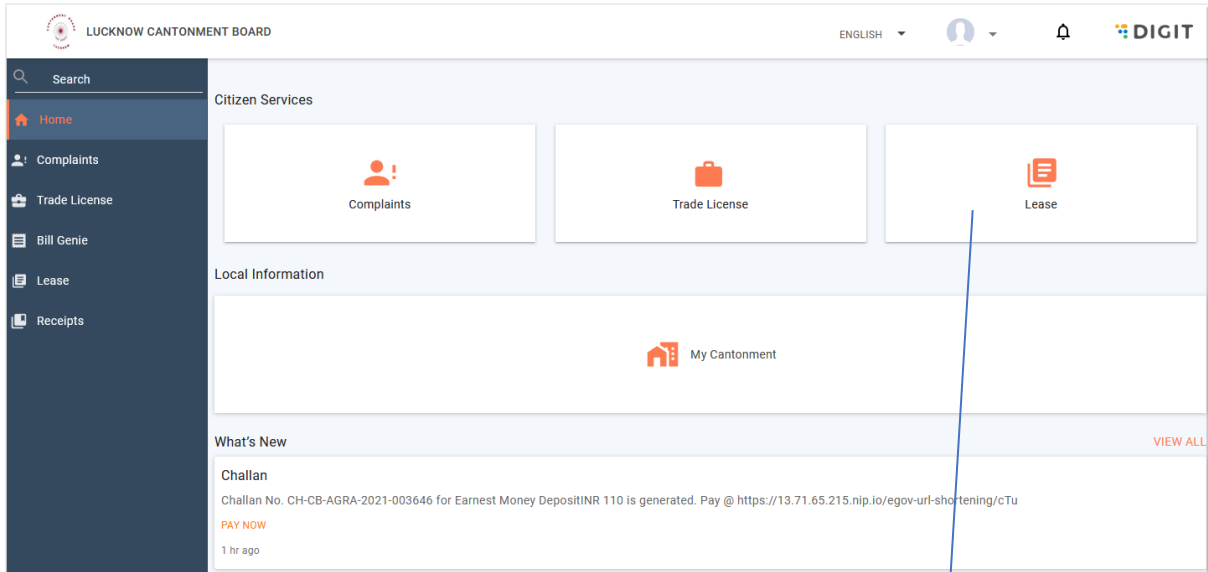 LUCKNOW CANTONMENT BOARD
ENGLISH
DIGIT
Search
Home
Complaints
Trade License
Bill Genie
Lease
Receipts
Citizen Services
Complaints
Trade License
Lease
Local Information
My Cantonment
What's New
VIEW ALL
Challan
Challan No. CH-CB-AGRA-2021-003646 for Earnest Money DepositINR 110 is generated. Pay @ https://13.71.65.215.nip.io/egov-url-shortening/cTu
PAY NOW
1 hr ago